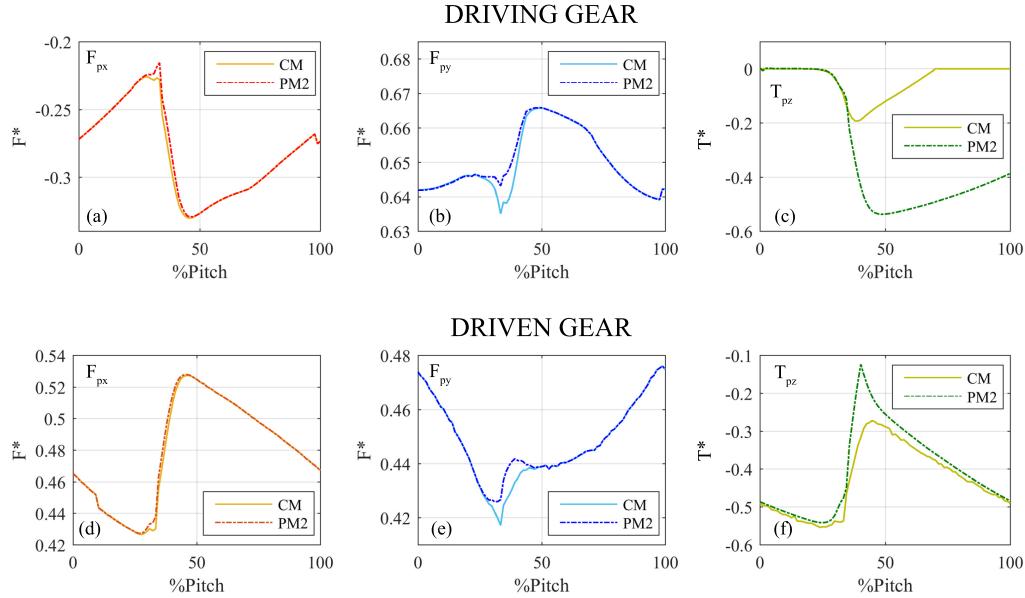 DRIVING GEAR
-0.2
-0.25
-0.3
F*
Fpx
CM
PM2
(a)
0
50
100
%Pitch
0.68
0.67
0.66
0.65
0.64
0.63
F*
Fpy
CM
PM2
(b)
0
50
100
%Pitch
0
-0.2
-0.4
-0.6
T*
Tpz
CM
PM2
(c)
0
50
100
%Pitch
DRIVEN GEAR
0.54
0.52
0.5
0.48
0.46
0.44
0.42
F*
Fpx
CM
PM2
(d)
0
50
100
%Pitch
0.48
0.46
0.44
0.42
F*
Fpy
CM
PM2
(e)
0
50
100
%Pitch
-0.1
-0.2
-0.3
-0.4
-0.5
-0.6
T*
Tpz
CM
PM2
(f)
0
50
100
%Pitch